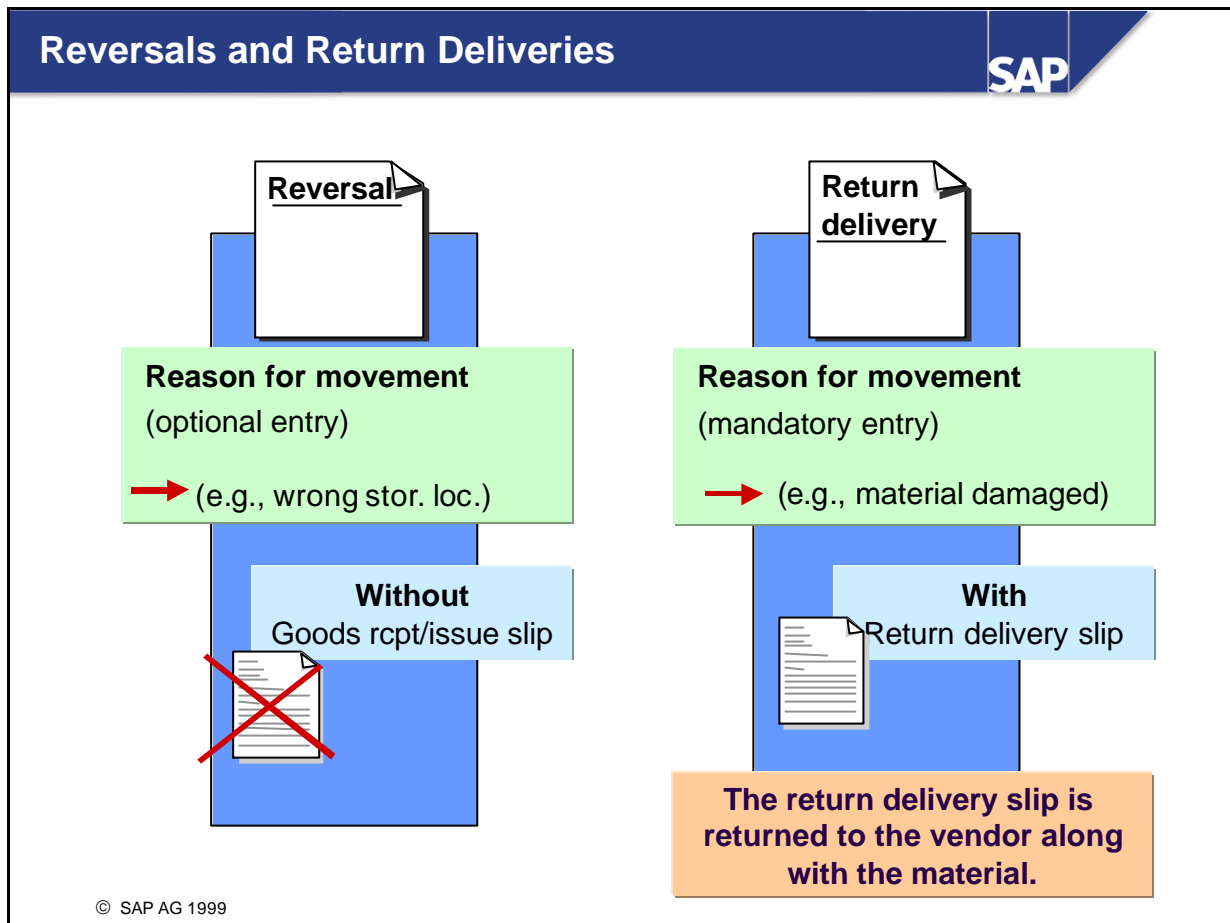 Reversals and Return Deliveries
SAP
Reversal
Reason for movement
(optional entry)
(e.g., wrong stor. loc.)
Without
Goods rcpt/issue slip
Return
delivery
Reason for movement
(mandatory entry)
(e.g., material damaged)
With
Return delivery slip
The return delivery slip is
returned to the vendor along
with the material.
© SAP AG 1999